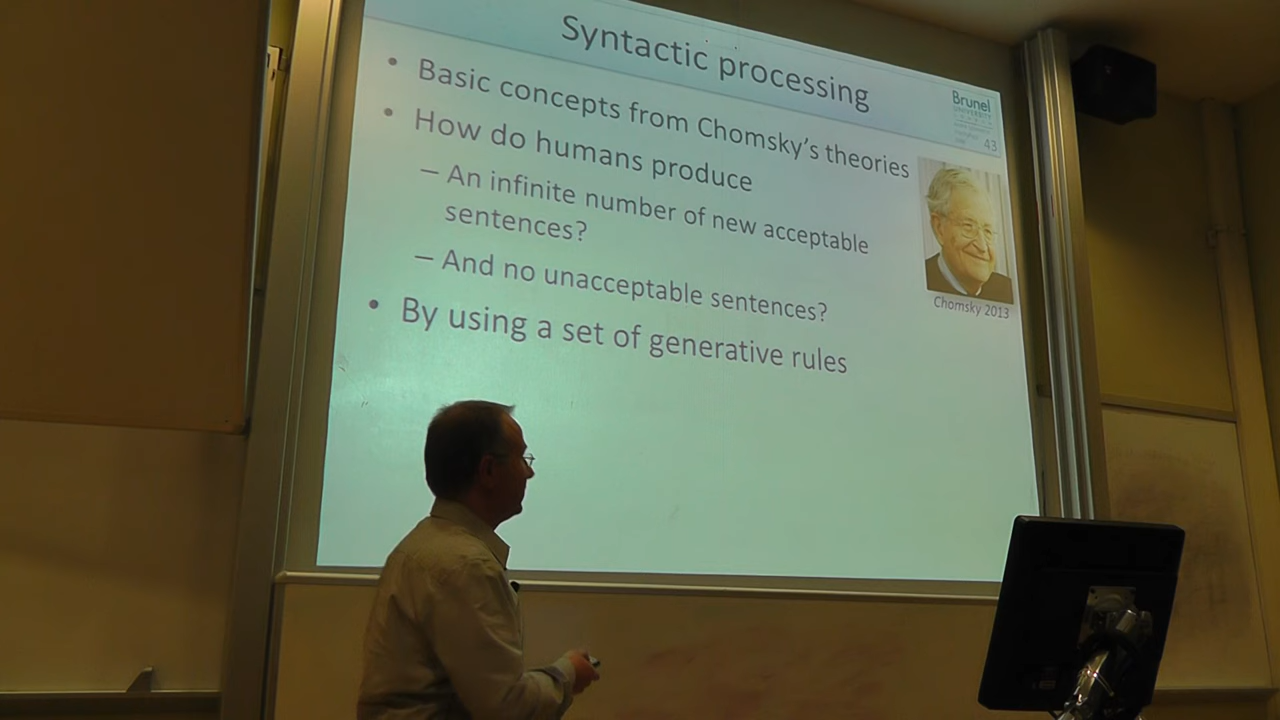 Syntactic processing
Brunel
UNIVERSITY
43
• Basic concepts from Chomsky's theories
• How do humans produce
– An infinite number of new acceptable
sentences?
– And no unacceptable sentences?
• By using a set of generative rules
Chomsky 2013